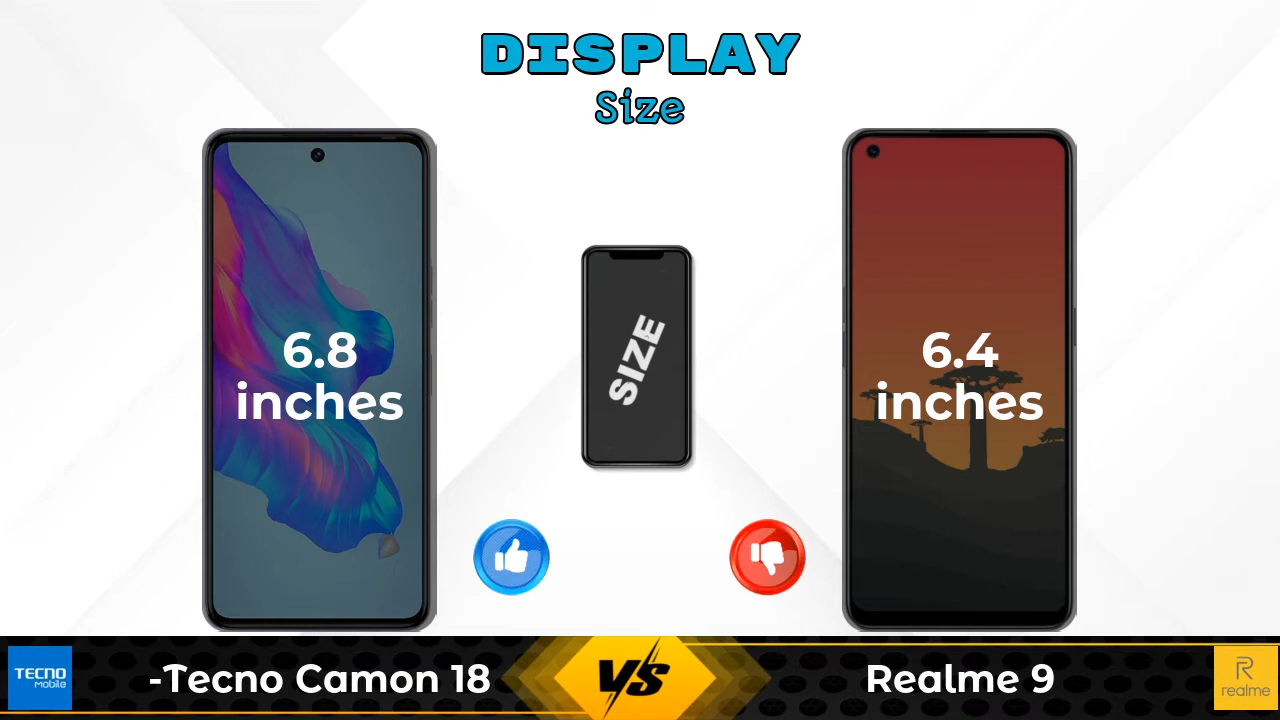 DISPLAY
Size
6.8
inches
SIZE
6.4
inches
TECNO
mobile
-Tecno Camon 18
VS
Realme 9
R
realme